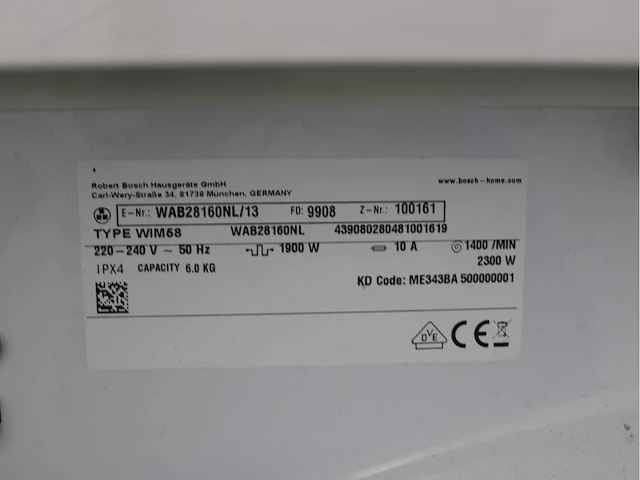 Robert Bosch Hausgeräte GmbH
Carl-Wery-Straße 34, 81739 München, GERMANY
www.bosch-home.com
E-Nr.: WAB28160NL/13 FD: 9908 Z-Nr.: 100161
TYPE WIM58 WAB28160NL 439080280481001619
220-240 V ~ 50 Hz 1900 W 10 A 1400 /MIN
2300 W
IPX4 CAPACITY 6.0 KG
KD Code: ME343BA 500000001
DVE CE